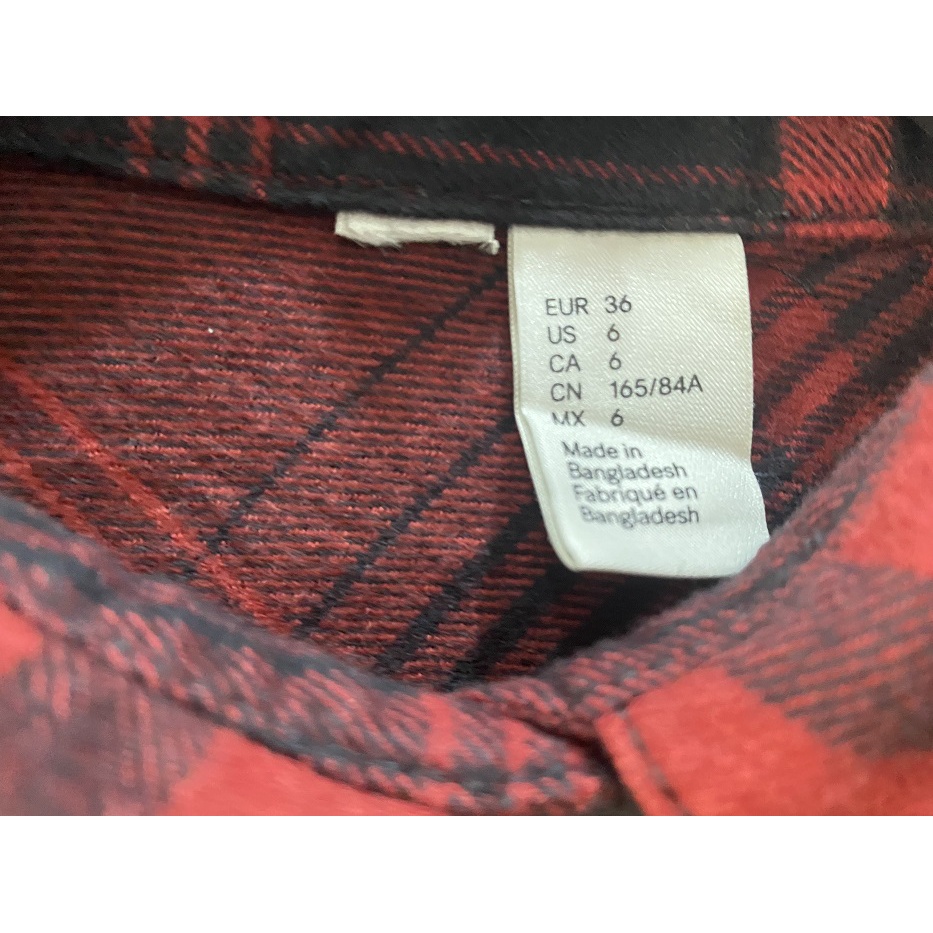 EUR 36
US 6
CA 6
CN 165/84A
MX 6
Made in
Bangladesh
Fabriqué en
Bangladesh